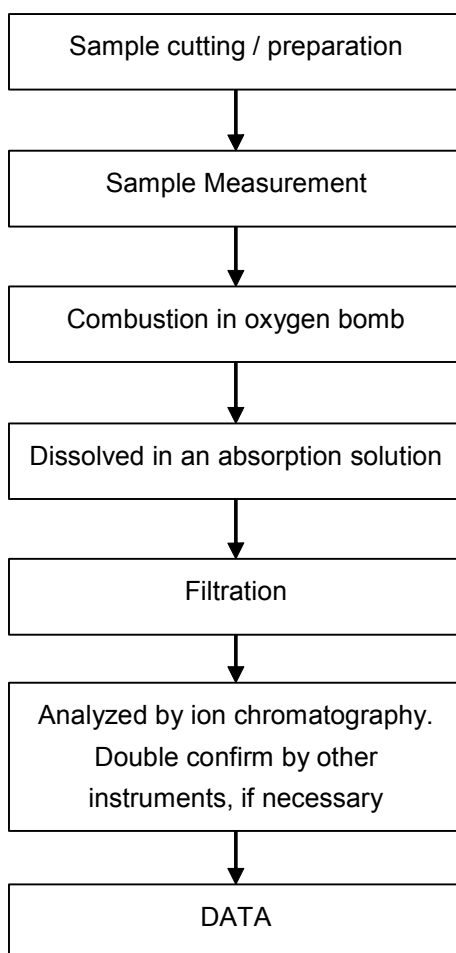 Sample cutting / preparation
Sample Measurement
Combustion in oxygen bomb
Dissolved in an absorption solution
Filtration
Analyzed by ion chromatography.
Double confirm by other
instruments, if necessary
DATA